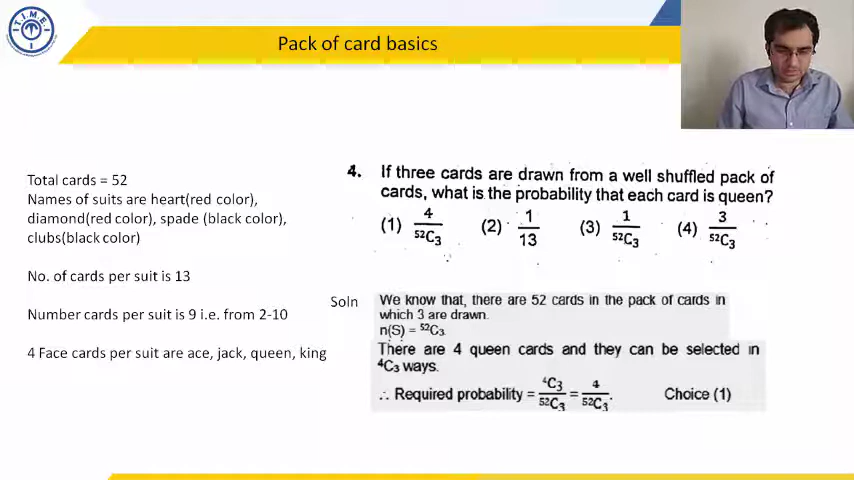 T.I.M.E.
Pack of card basics
Total cards = 52
Names of suits are heart(red color),
diamond(red color), spade (black color),
clubs(black color)
No. of cards per suit is 13
Number cards per suit is 9 i.e. from 2-10
4 Face cards per suit are ace, jack, queen, king
4. If three cards are drawn from a well shuffled pack of
cards, what is the probability that each card is queen?
(1) 4/⁵²C₃ (2) 1/13 (3) 1/⁵²C₃ (4) 3/⁵²C₃
Soln
We know that, there are 52 cards in the pack of cards in
which 3 are drawn.
n(S) = ⁵²C₃
There are 4 queen cards and they can be selected in
⁴C₃ ways.
∴ Required probability = ⁴C₃/⁵²C₃ = 4/⁵²C₃. Choice (1)